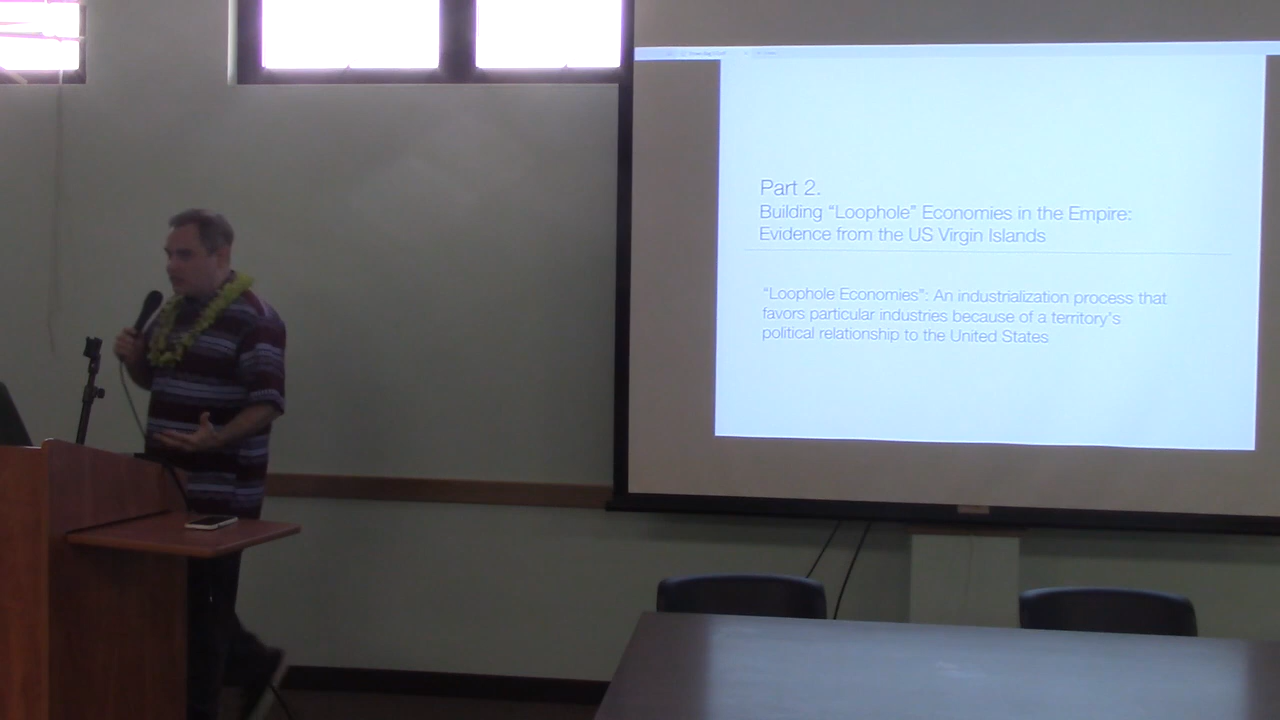 Part 2.
Building “Loophole” Economies in the Empire:
Evidence from the US Virgin Islands
“Loophole Economies”: An industrialization process that
favors particular industries because of a territory’s
political relationship to the United States